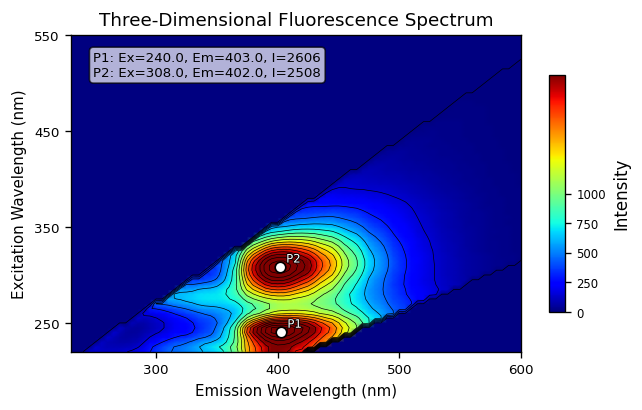 Three-Dimensional Fluorescence Spectrum
550
450
350
250
Excitation Wavelength (nm)
P1: Ex=240.0, Em=403.0, I=2606
P2: Ex=308.0, Em=402.0, I=2508
P2
P1
300
400
500
600
Emission Wavelength (nm)
1000
750
500
250
0
Intensity